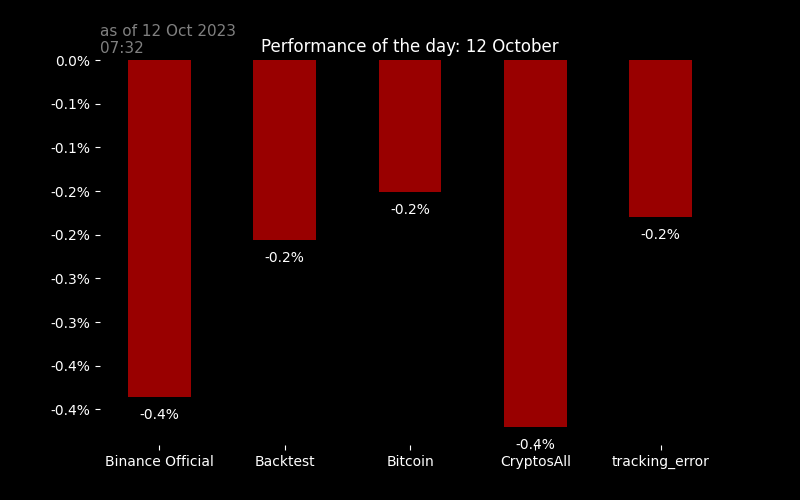 as of 12 Oct 2023
07:32
Performance of the day: 12 October
0.0%
-0.1%
-0.1%
-0.2%
-0.2%
-0.3%
-0.3%
-0.4%
-0.4%
-0.4%
-0.2%
-0.2%
-0.4%
-0.2%
Binance Official
Backtest
Bitcoin
CryptosAll
tracking_error